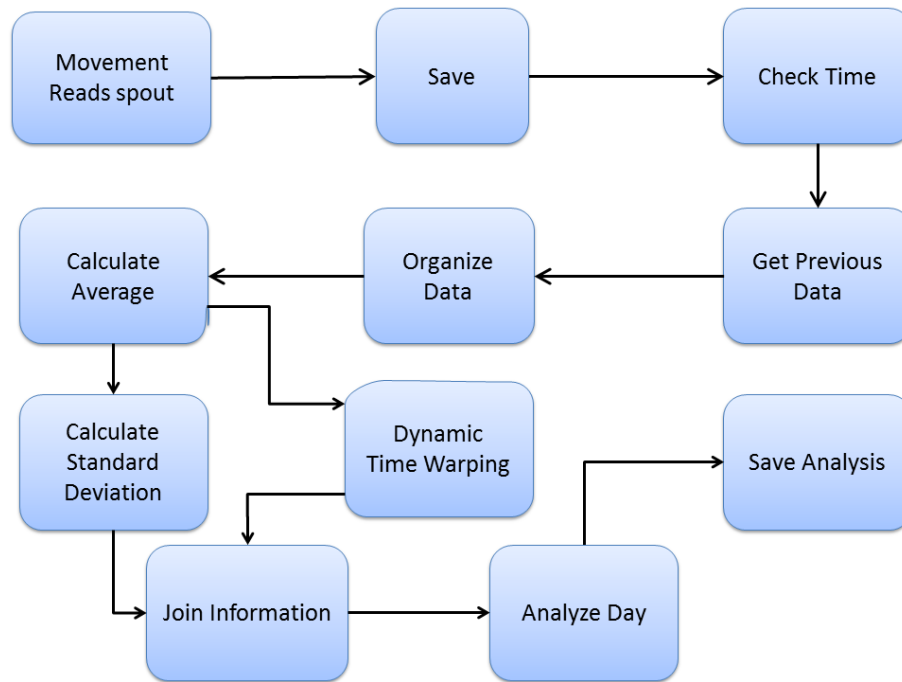 Movement
Reads spout
Save
Check Time
Get Previous
Data
Organize
Data
Calculate
Average
Calculate
Standard
Deviation
Dynamic
Time Warping
Join Information
Analyze Day
Save Analysis